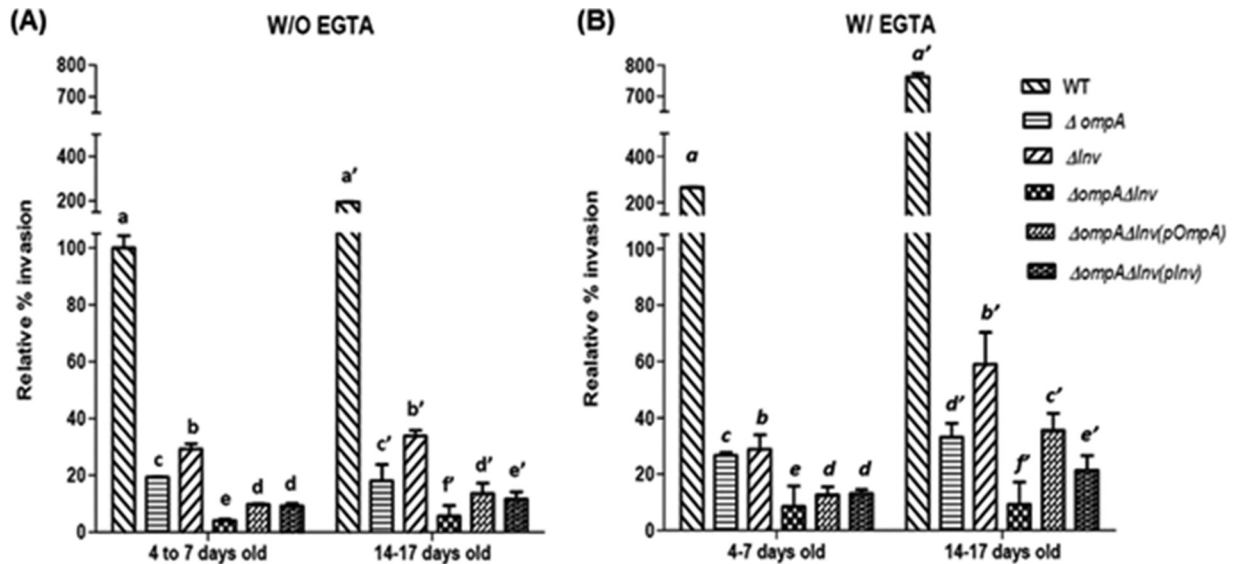 (A)
W/O EGTA
Relative % invasion
800
700
400
200
100
80
60
40
20
0
a
c
b
e
d
d
a’
c’
b’
f’
d’
e’
4 to 7 days old
14-17 days old
(B)
W/ EGTA
Realative % invasion
800
700
400
200
100
80
60
40
20
0
a
c
b
e
d
d
a’
d’
b’
f’
c’
e’
4-7 days old
14-17 days old
WT
Δ ompA
ΔInv
ΔompAΔInv
ΔompAΔInv(pOmpA)
ΔompAΔInv(pInv)